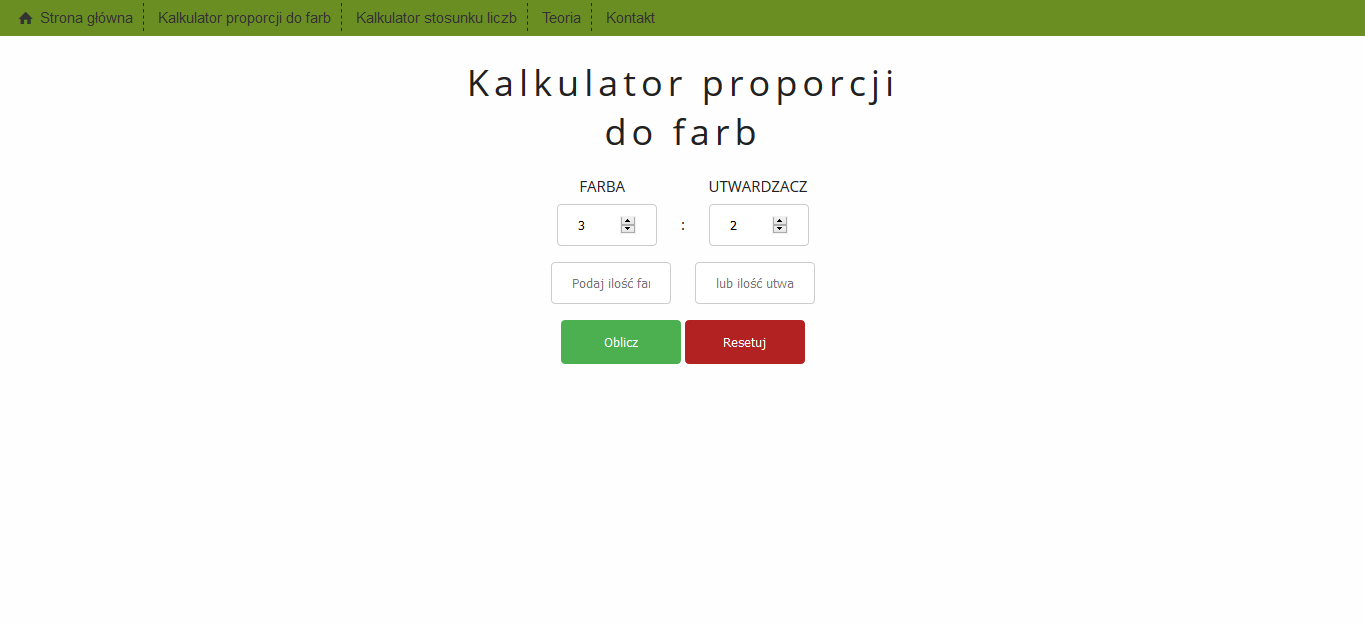 Strona główna Kalkulator proporcji do farb Kalkulator stosunku liczb Teoria Kontakt
Kalkulator proporcji
do farb
FARBA UTWARDZACZ
3 : 2
Podaj ilość far lub ilość utwa
Oblicz Resetuj